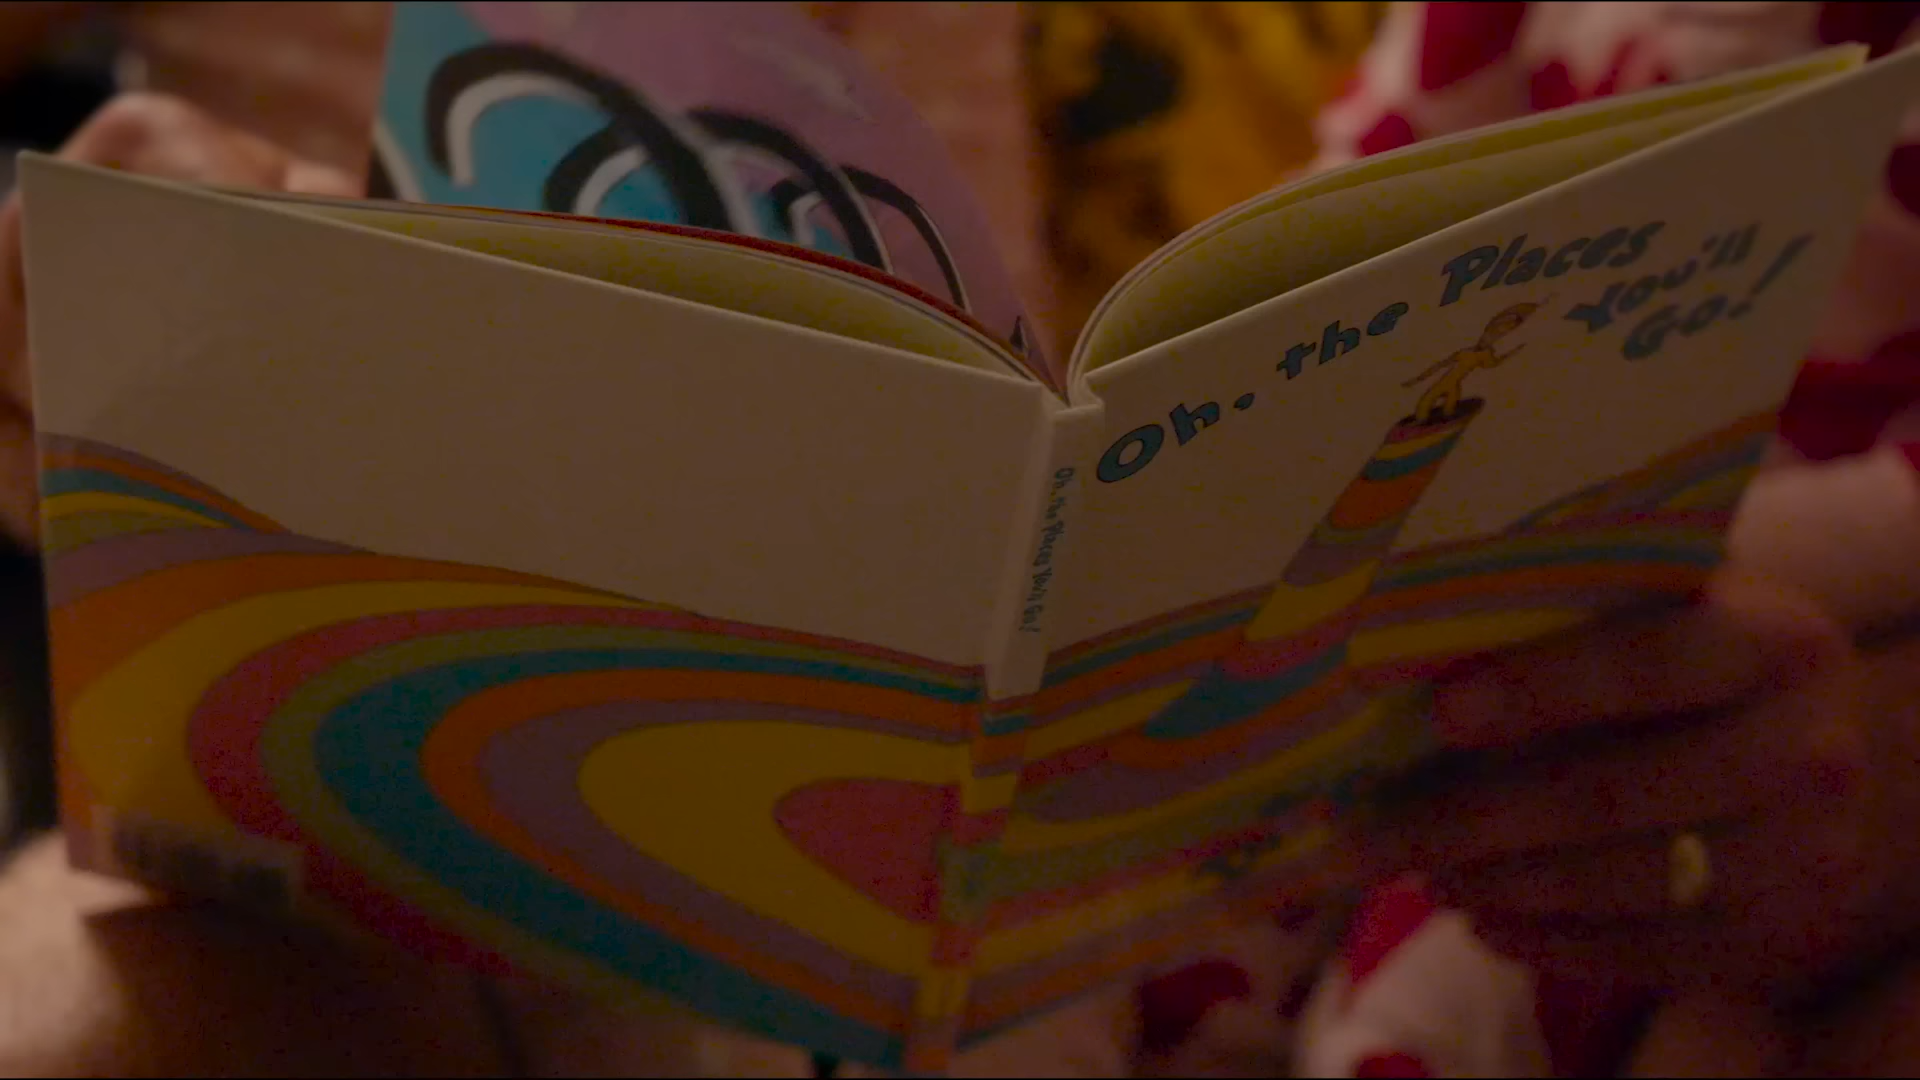 Oh, the Places
You'll
Go!
Oh, the Places You'll Go!